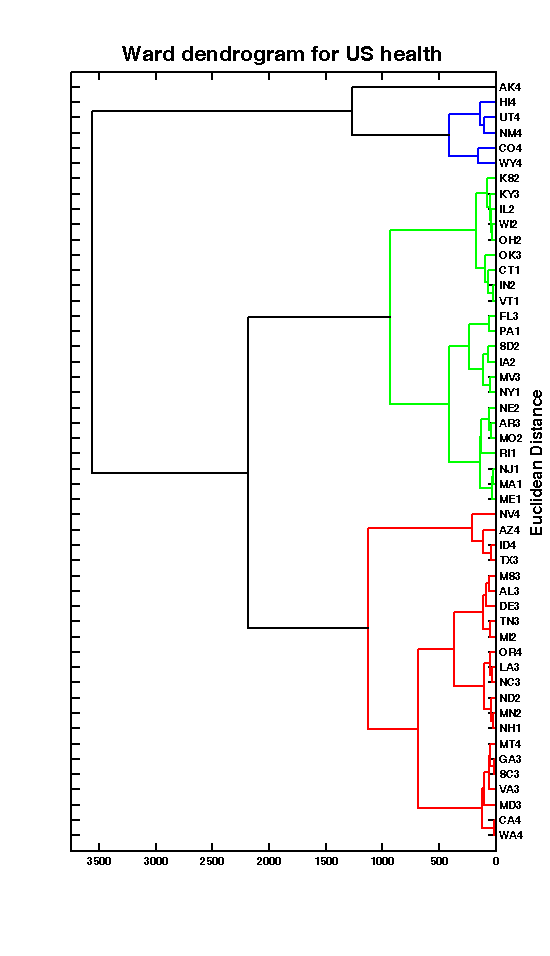 Ward dendrogram for US health
AK4
HI4
UT4
NM4
CO4
WY4
KS2
KY3
IL2
WI2
OH2
OK3
CT1
IN2
VT1
FL3
PA1
SD2
IA2
MV3
NY1
NE2
AR3
MO2
RI1
NJ1
MA1
ME1
NV4
AZ4
ID4
TX3
MS3
AL3
DE3
TN3
MI2
OR4
LA3
NC3
ND2
MN2
NH1
MT4
GA3
SC3
VA3
MD3
CA4
WA4
Euclidean Distance
3500 3000 2500 2000 1500 1000 500 0